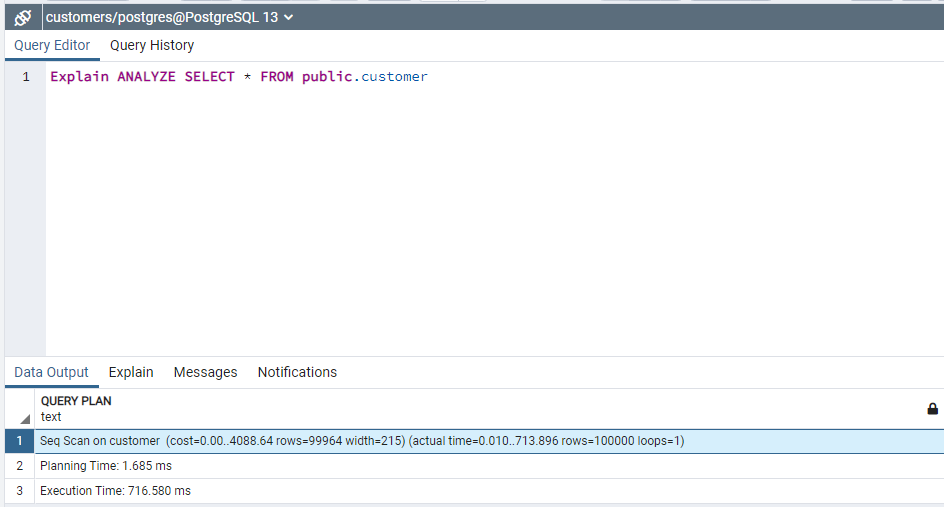 customers/postgres@PostgreSQL 13
Query Editor Query History
1 Explain ANALYZE SELECT * FROM public.customer
Data Output Explain Messages Notifications
QUERY PLAN
text
1 Seq Scan on customer (cost=0.00..4088.64 rows=99964 width=215) (actual time=0.010..713.896 rows=100000 loops=1)
2 Planning Time: 1.685 ms
3 Execution Time: 716.580 ms